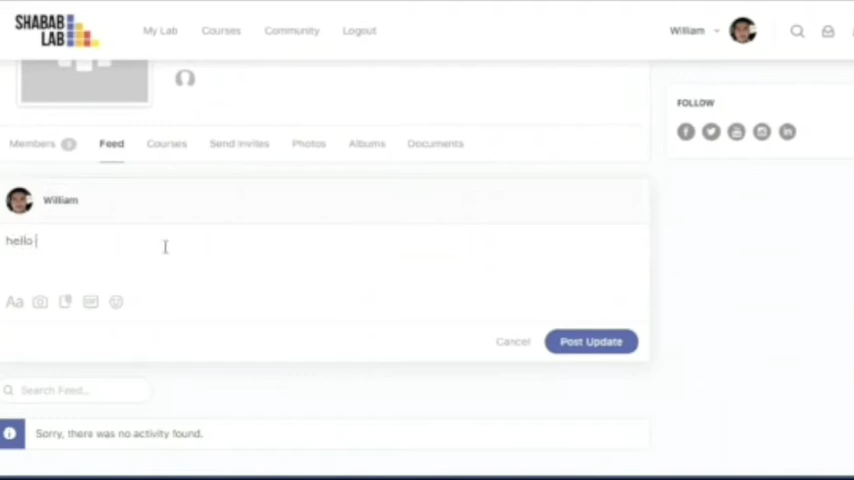 SHABAB
LAB
My Lab Courses Community Logout
William
FOLLOW
Members
Feed Courses Send Invites Photos Albums Documents
William
hello
Aa
GIF
Cancel Post Update
Search Feed...
Sorry, there was no activity found.